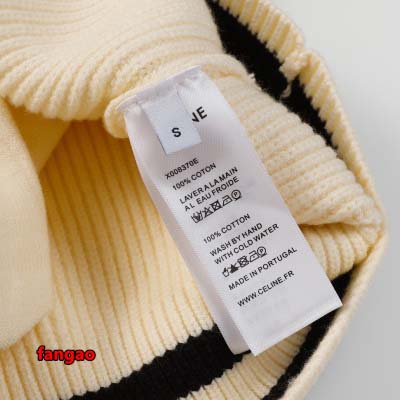 NE
S
X008370E
100% COTON
LAVER A LA MAIN
A L EAU FROIDE
100% COTTON
WASH BY HAND
WITH COLD WATER
MADE IN PORTUGAL
WWW.CELINE.FR
fangao